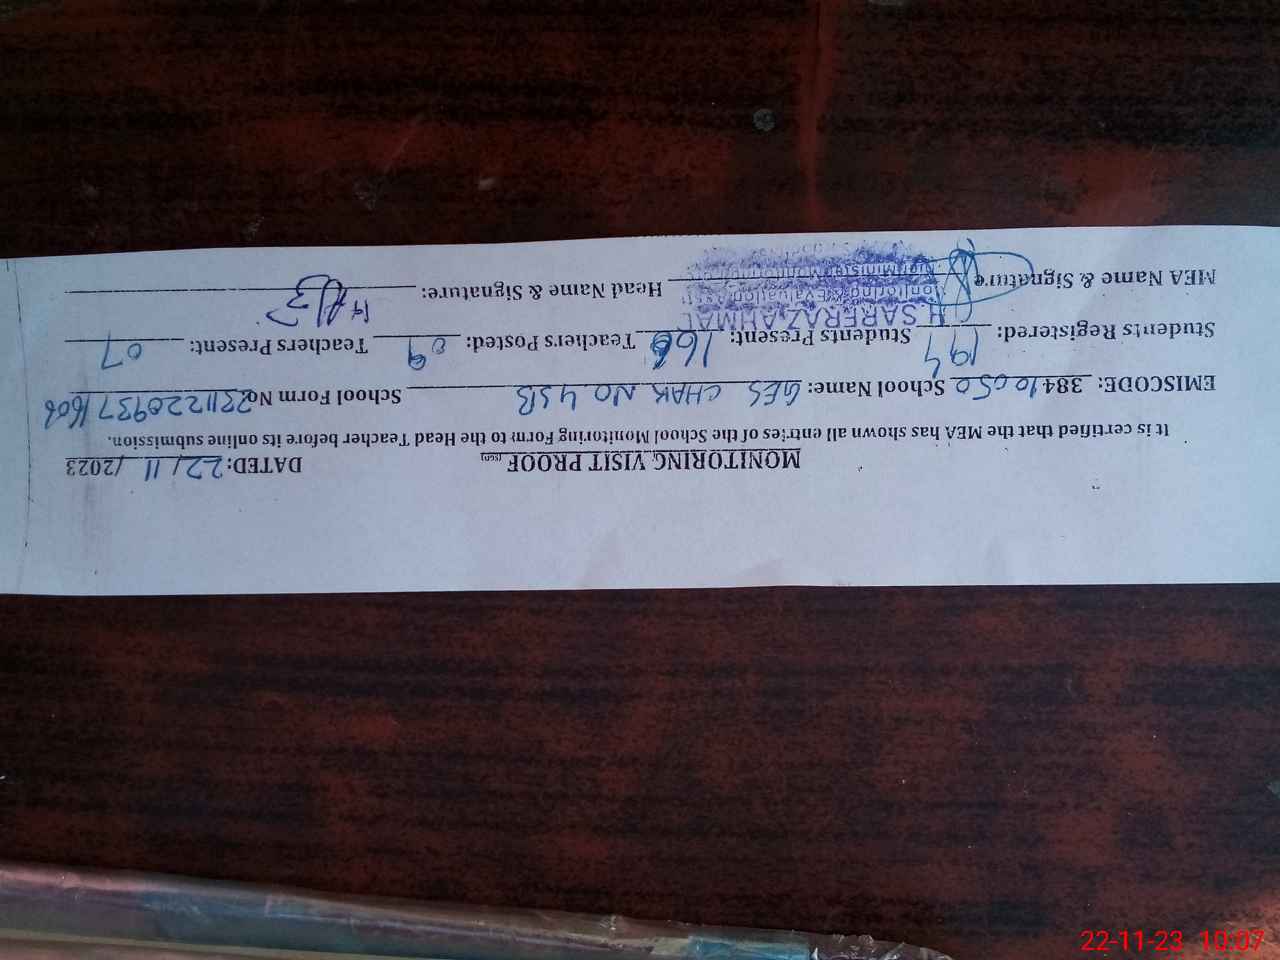 MONITORING VISIT PROOF DATED: 22/11/2023
It is certified that the MEA has shown all entries of the School Monitoring Form to the Head Teacher before its online submission.
EMISCODE: 38410050 School Name: GES CHAK NO 4 SB School Form No.
Students Registered: 194 Students Present: 166 Teachers Posted: 09 Teachers Present: 07
MEA Name & Signature Head Name & Signature:
SARFRAZ AHMAD
Monitoring & Evaluation
22-11-23 10:07